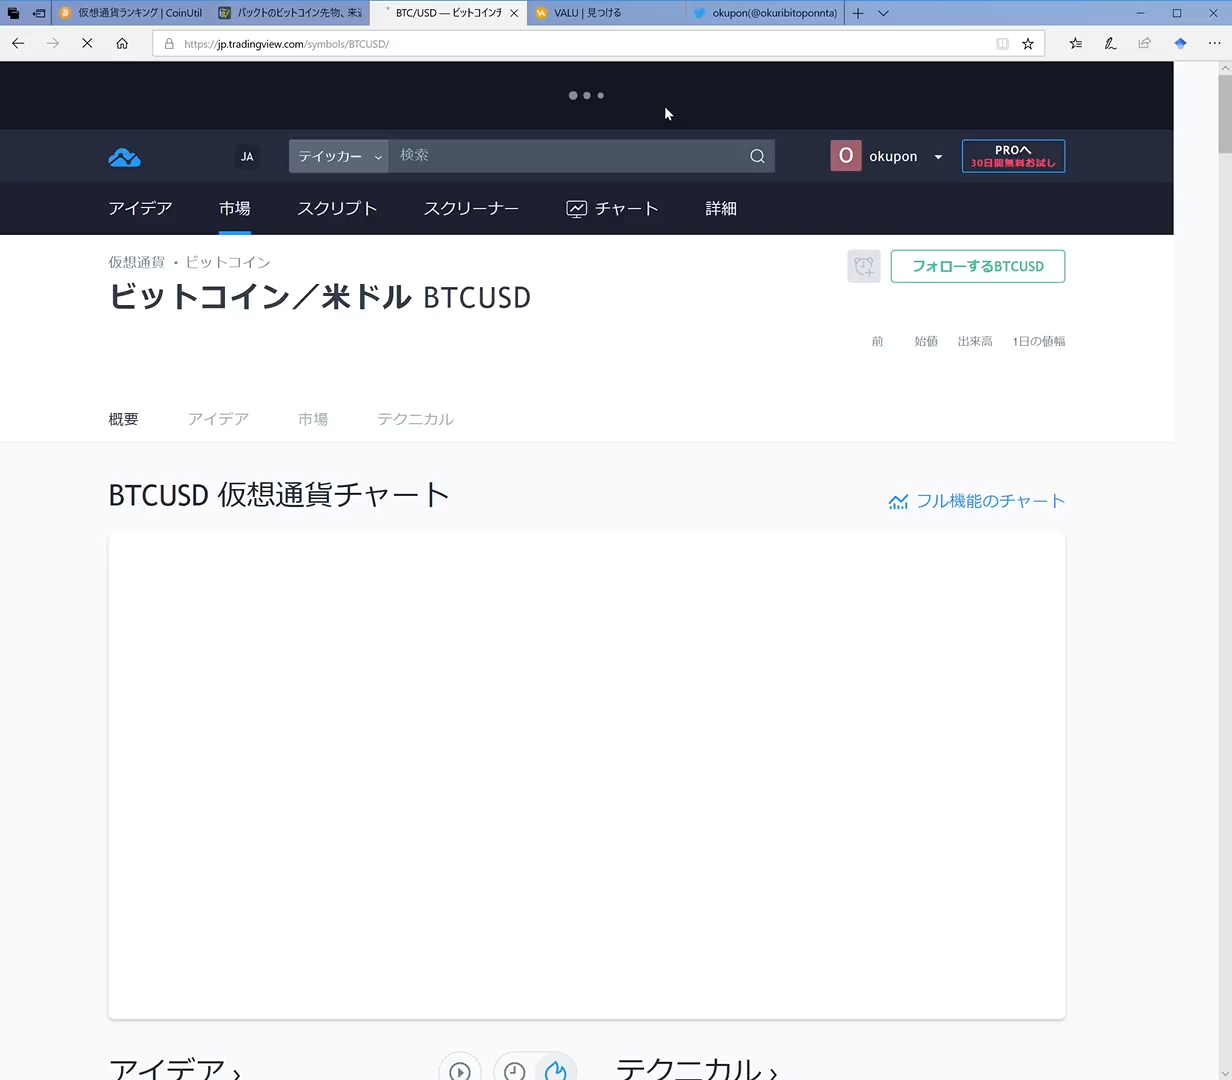 仮想通貨ランキング | CoinUtil
バックトのビットコイン先物、来
BTC/USD — ビットコインチ
VALU | 見つける
okupon(@okuribitoponnta)
https://jp.tradingview.com/symbols/BTCUSD/
JA
テイッカー
検索
O
okupon
PROへ
30日間無料お試し
アイデア
市場
スクリプト
スクリーナー
チャート
詳細
仮想通貨 • ビットコイン
ビットコイン／米ドル BTCUSD
フォローするBTCUSD
前
始値
出来高
1日の値幅
概要
アイデア
市場
テクニカル
BTCUSD 仮想通貨チャート
フル機能のチャート
アイデア ›
テクニカル ›